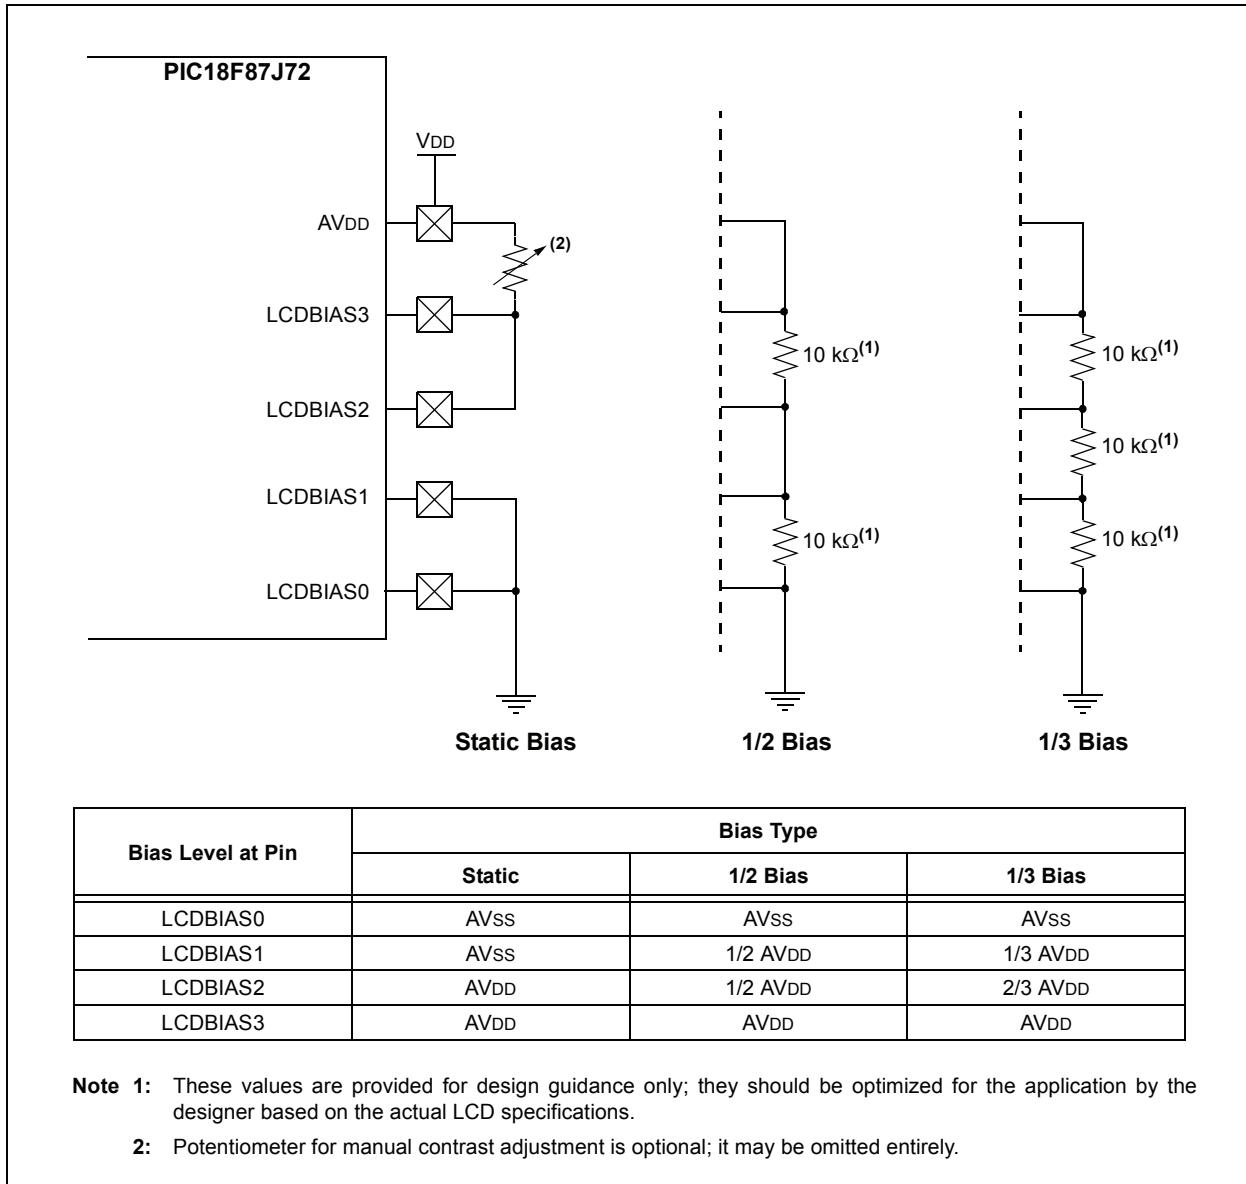 PIC18F87J72
VDD
AVDD
(2)
LCDBIAS3
10 kΩ(1)
10 kΩ(1)
LCDBIAS2
10 kΩ(1)
LCDBIAS1
10 kΩ(1)
10 kΩ(1)
LCDBIAS0
Static Bias
1/2 Bias
1/3 Bias
Bias Level at Pin
Bias Type
Static
1/2 Bias
1/3 Bias
LCDBIAS0 AVSS AVSS AVSS
LCDBIAS1 AVSS 1/2 AVDD 1/3 AVDD
LCDBIAS2 AVDD 1/2 AVDD 2/3 AVDD
LCDBIAS3 AVDD AVDD AVDD
Note 1: These values are provided for design guidance only; they should be optimized for the application by the
designer based on the actual LCD specifications.
2: Potentiometer for manual contrast adjustment is optional; it may be omitted entirely.